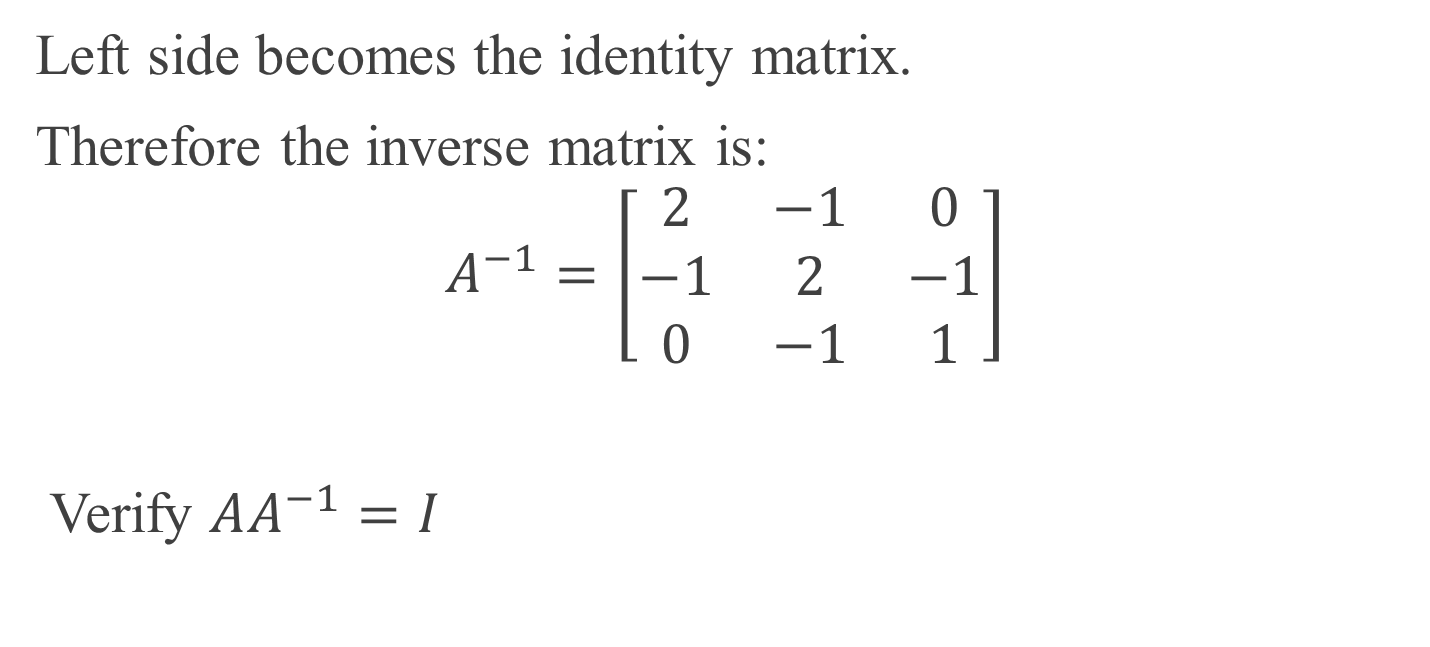 Left side becomes the identity matrix.
Therefore the inverse matrix is:
2 −1 0
A⁻¹ = −1 2 −1
0 −1 1
Verify AA⁻¹ = I